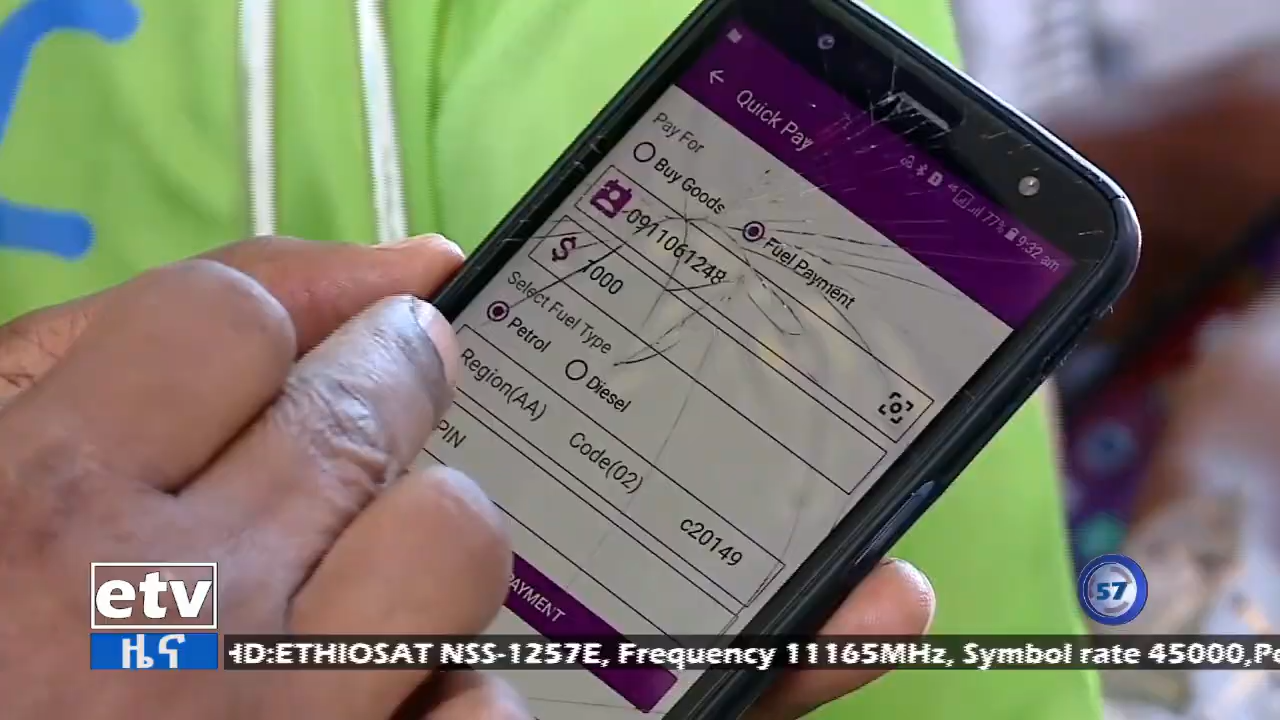 Quick Pay
77% 9:32 am
Pay For
Buy Goods
Fuel Payment
0911061248
$ 1000
Select Fuel Type
Petrol
Diesel
Region(AA)
Code(02)
c20149
PIN
PAYMENT
etv
ዜና
57
HD:ETHIOSAT NSS-1257E, Frequency 11165MHz, Symbol rate 45000,Po